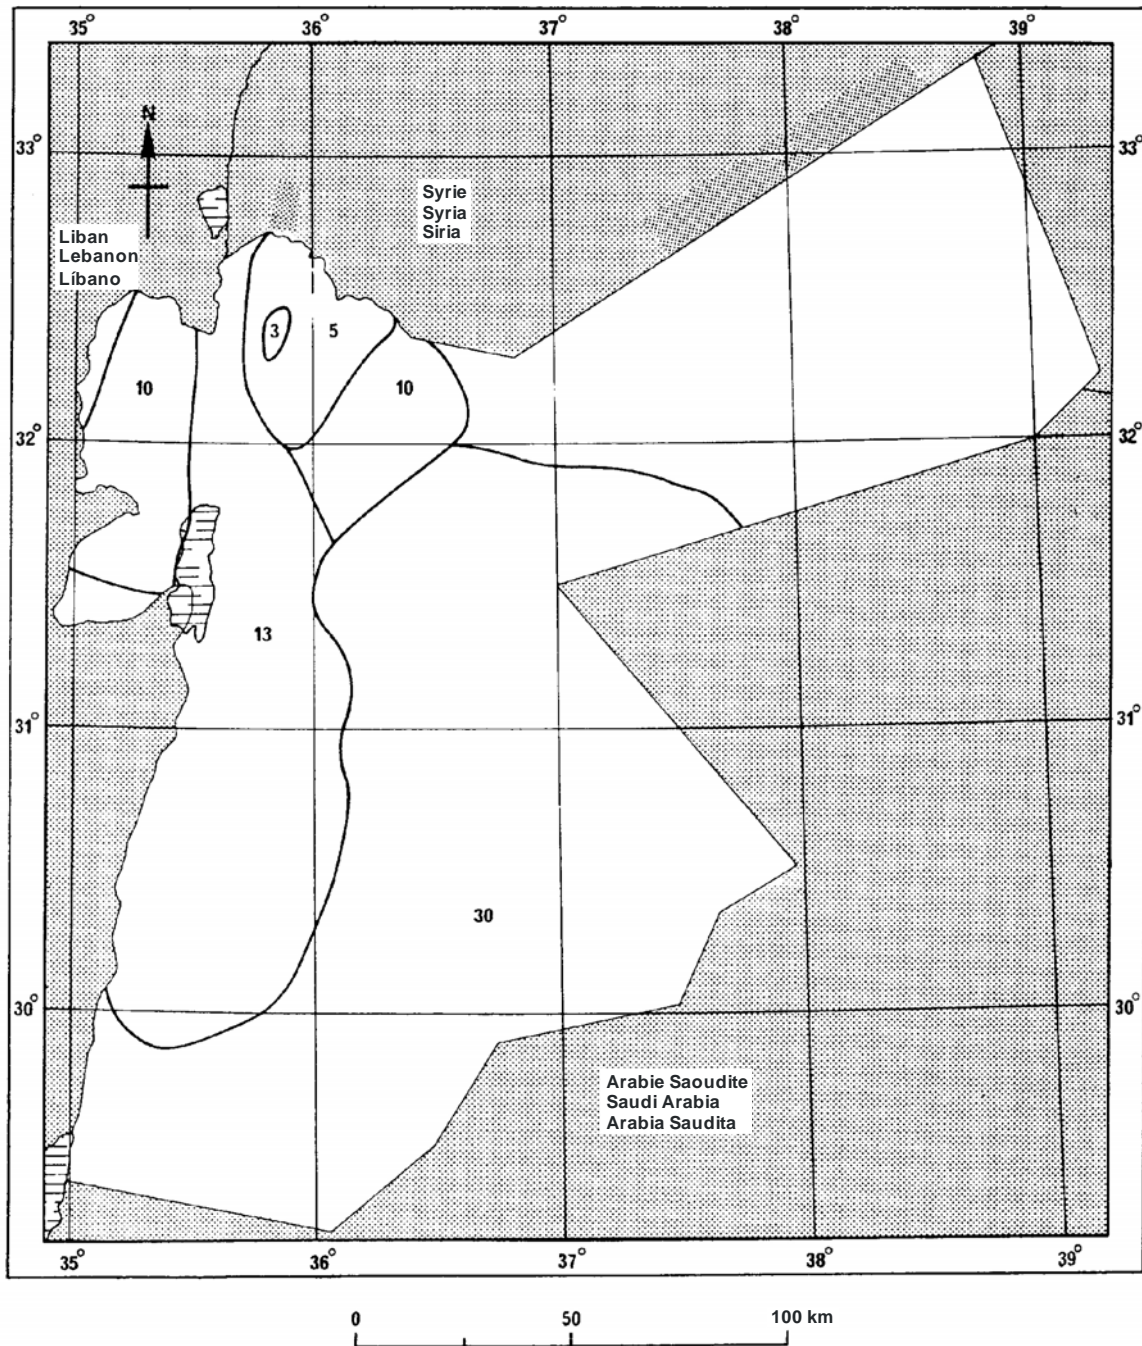 35° 36° 37° 38° 39°
N
33° 33°
Syrie
Syria
Siria
Liban
Lebanon
Líbano
3 5
10 10
32° 32°
13
31° 31°
30
30° 30°
Arabie Saoudite
Saudi Arabia
Arabia Saudita
35° 36° 37° 38° 39°
0 50 100 km